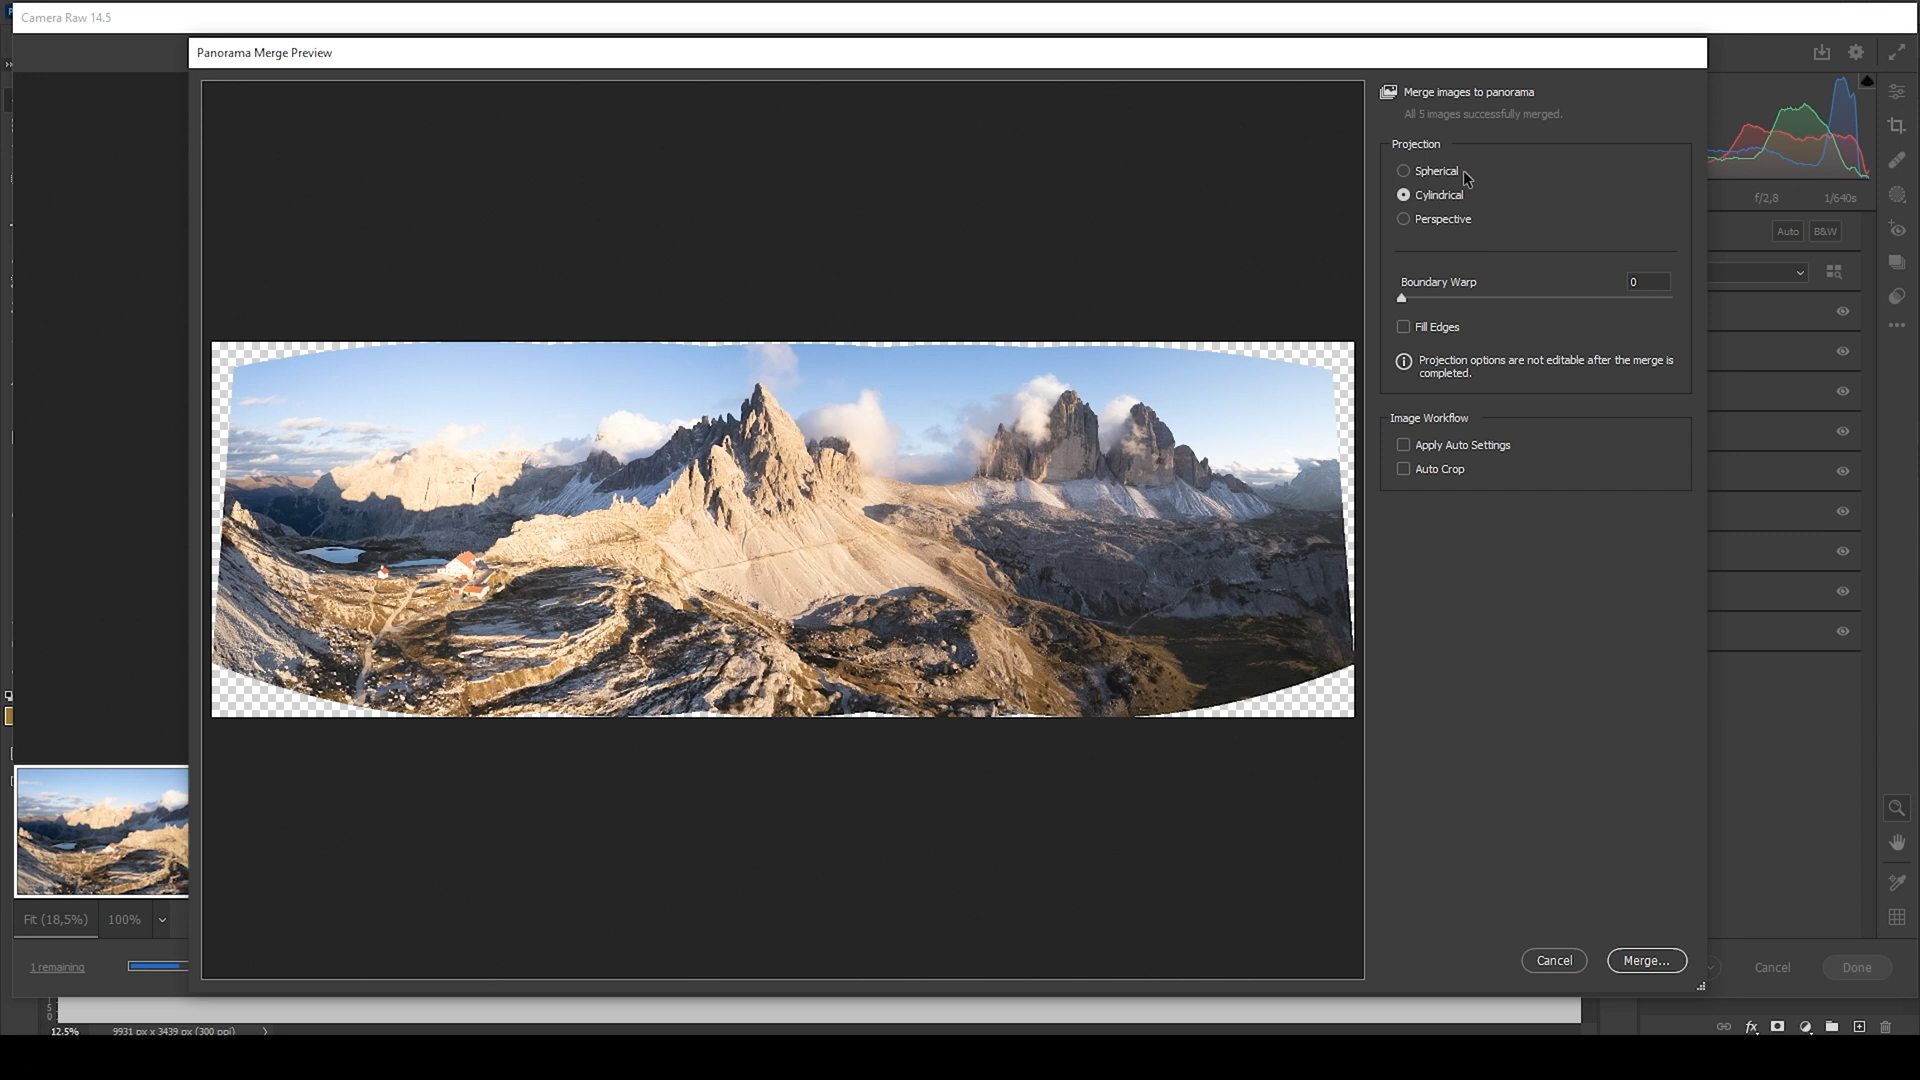 Camera Raw 14.5
Panorama Merge Preview
Merge images to panorama
All 5 images successfully merged.
Projection
Spherical
Cylindrical
Perspective
Boundary Warp 0
Fill Edges
Projection options are not editable after the merge is
completed.
Image Workflow
Apply Auto Settings
Auto Crop
f/2,8 1/640s
Auto B&W
Fit (18,5%) 100%
1 remaining
Cancel Merge...
Cancel Done
5
0
12.5% 9931 px x 3439 px (300 ppi)
fx